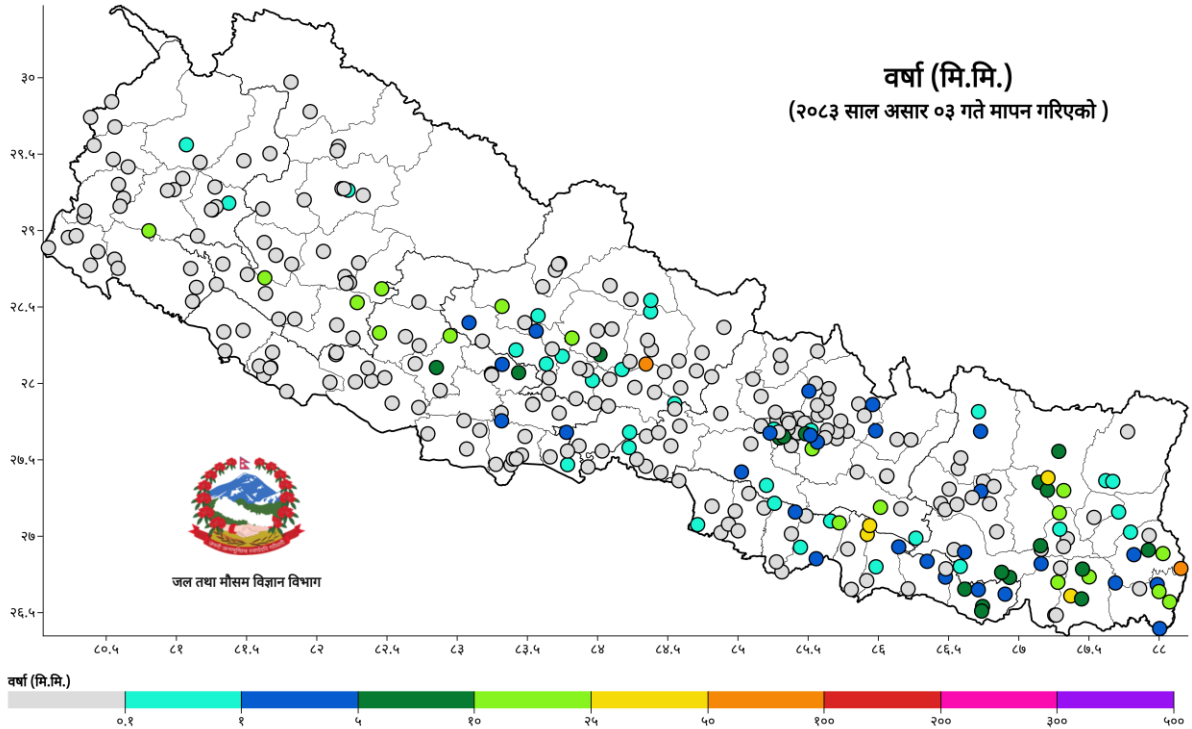 वर्षा (मि.मि.)
(२०८३ साल असार ०३ गते मापन गरिएको )
३०
२९.५
२९
२८.५
२८
२७.५
२७
२६.५
जल तथा मौसम विज्ञान विभाग
८०.५ ८१ ८१.५ ८२ ८२.५ ८३ ८३.५ ८४ ८४.५ ८५ ८५.५ ८६ ८६.५ ८७ ८७.५ ८८
वर्षा (मि.मि.)
०.१ १ ५ १० २५ ५० १०० २०० ३०० ५००